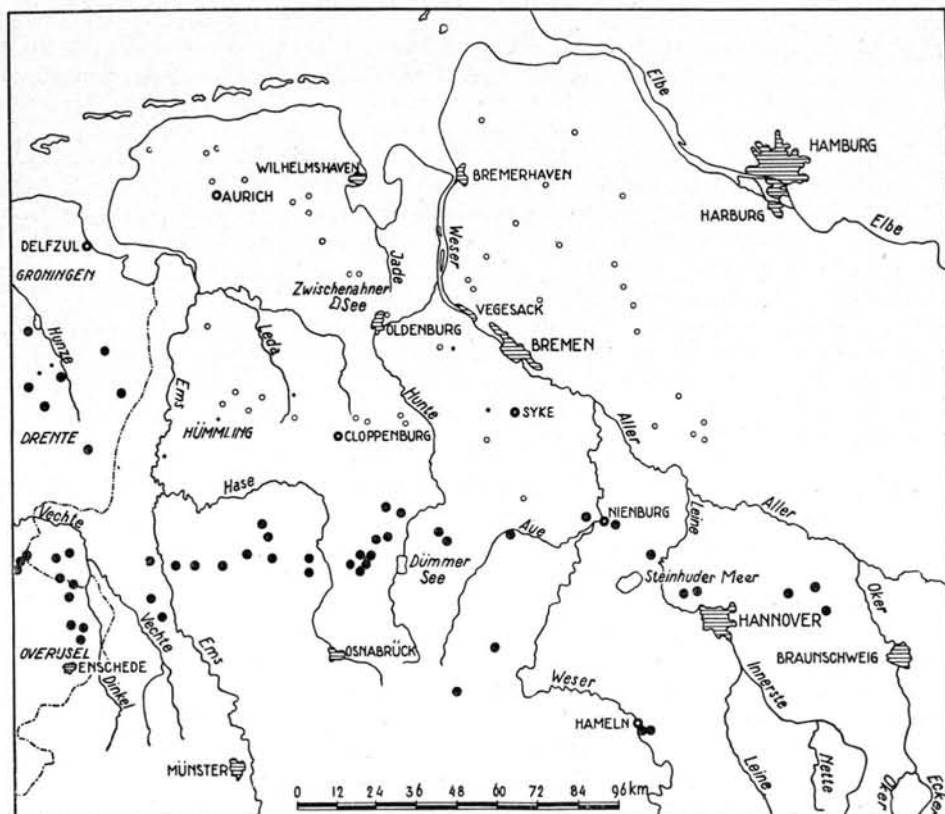 D
Elbe
HAMBURG
WILHELMSHAVEN
BREMERHAVEN
AURICH
HARBURG
Elbe
DELFZUL
Weser
Jade
GRONINGEN
Zwischenahner
See
VEGESACK
Hunze
Leda
OLDENBURG
BREMEN
Ems
Hunte
SYKE
HÜMMLING
DRENTE
CLOPPENBURG
Aller
Hase
Vechte
Aue
NIENBURG
Leine
Aller
Dümmer
See
Steinhuder Meer
Oker
HANNOVER
Vechte
Ems
OVERIJSEL
OSNABRÜCK
ENSCHEDE
BRAUNSCHWEIG
Dinkel
Weser
Innerste
HAMELN
MÜNSTER
Leine
Nette
Oker
Ecker
0 12 24 36 48 60 72 84 96 km